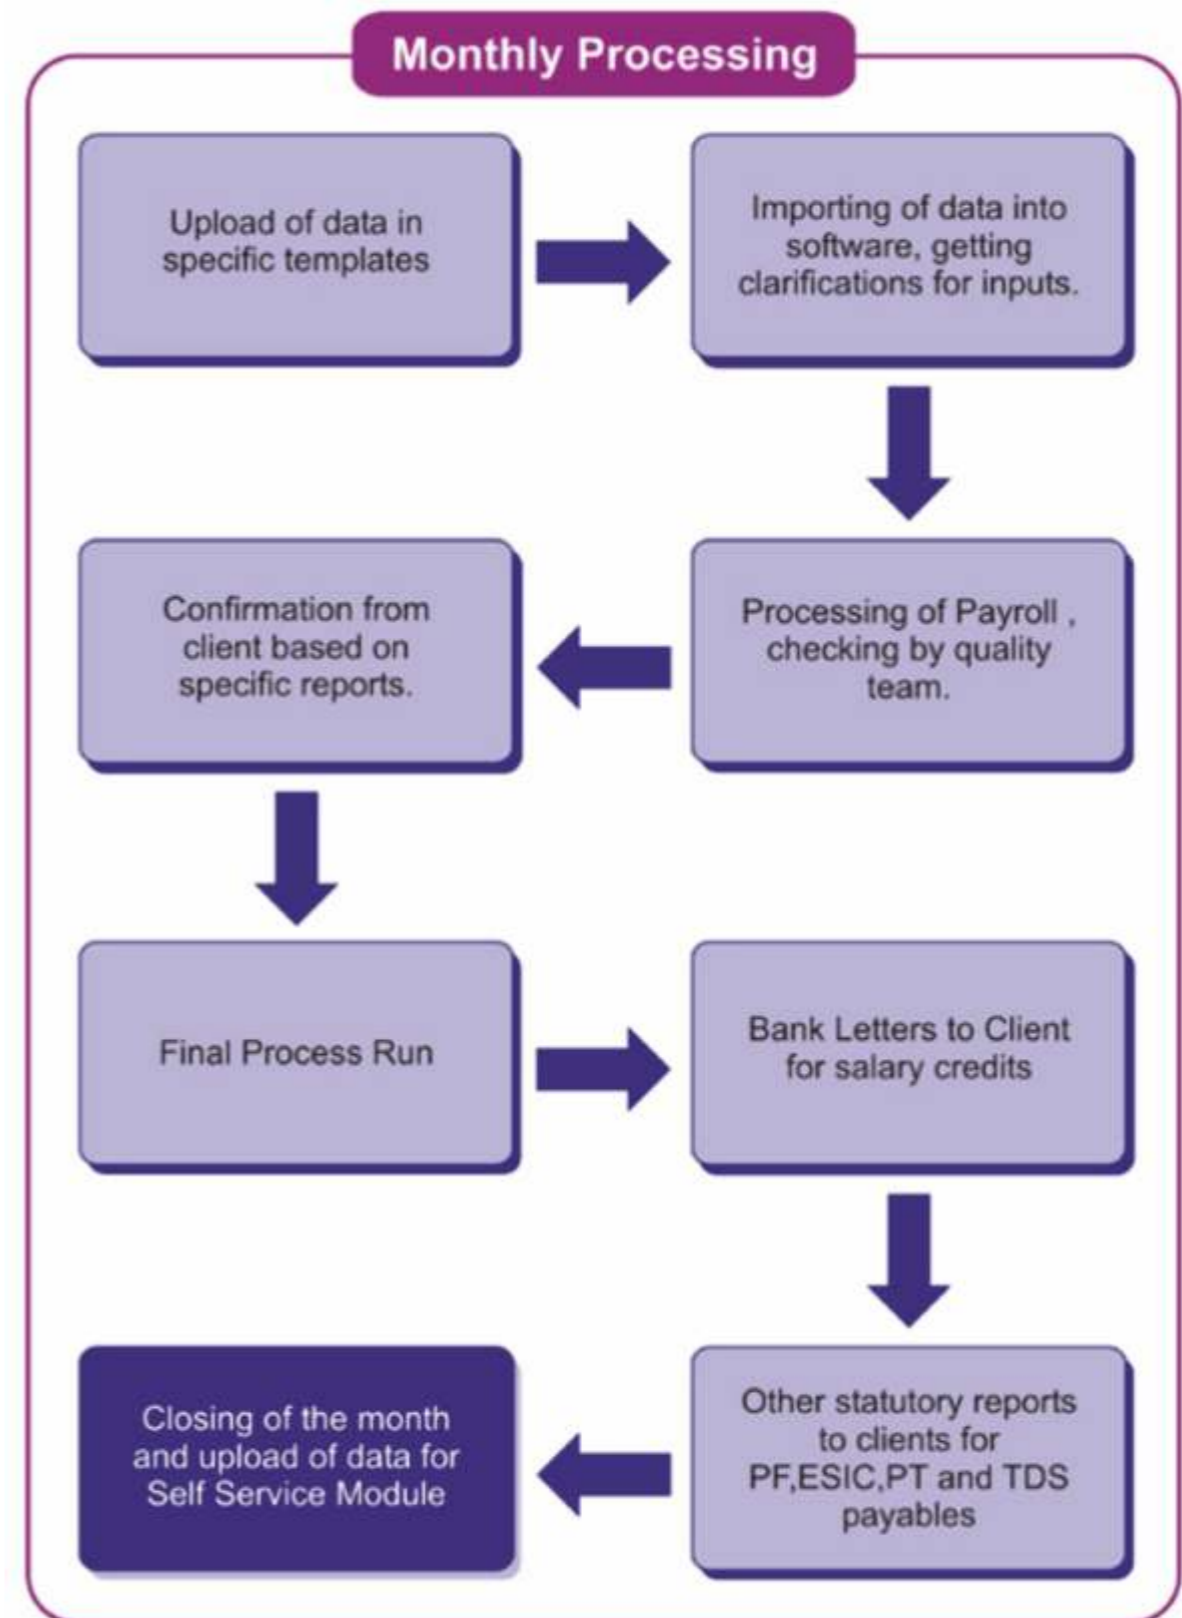 Monthly Processing
Upload of data in
specific templates
Importing of data into
software, getting
clarifications for inputs.
Processing of Payroll ,
checking by quality
team.
Confirmation from
client based on
specific reports.
Final Process Run
Bank Letters to Client
for salary credits
Other statutory reports
to clients for
PF,ESIC,PT and TDS
payables
Closing of the month
and upload of data for
Self Service Module